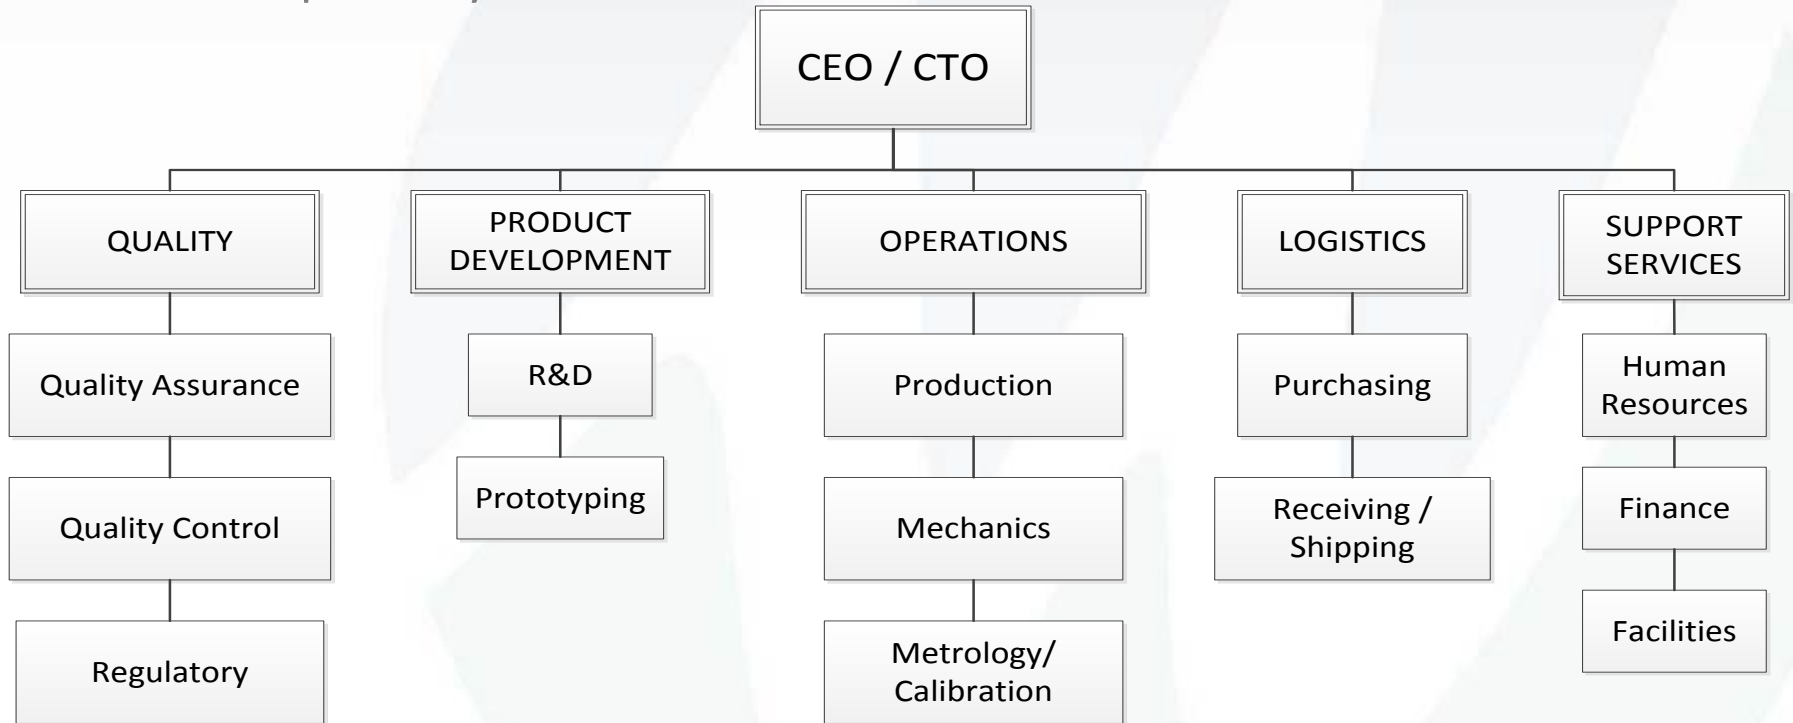 CEO / CTO
QUALITY
PRODUCT
DEVELOPMENT
OPERATIONS
LOGISTICS
SUPPORT
SERVICES
Quality Assurance
R&D
Production
Purchasing
Human
Resources
Quality Control
Prototyping
Mechanics
Receiving /
Shipping
Finance
Regulatory
Metrology/
Calibration
Facilities